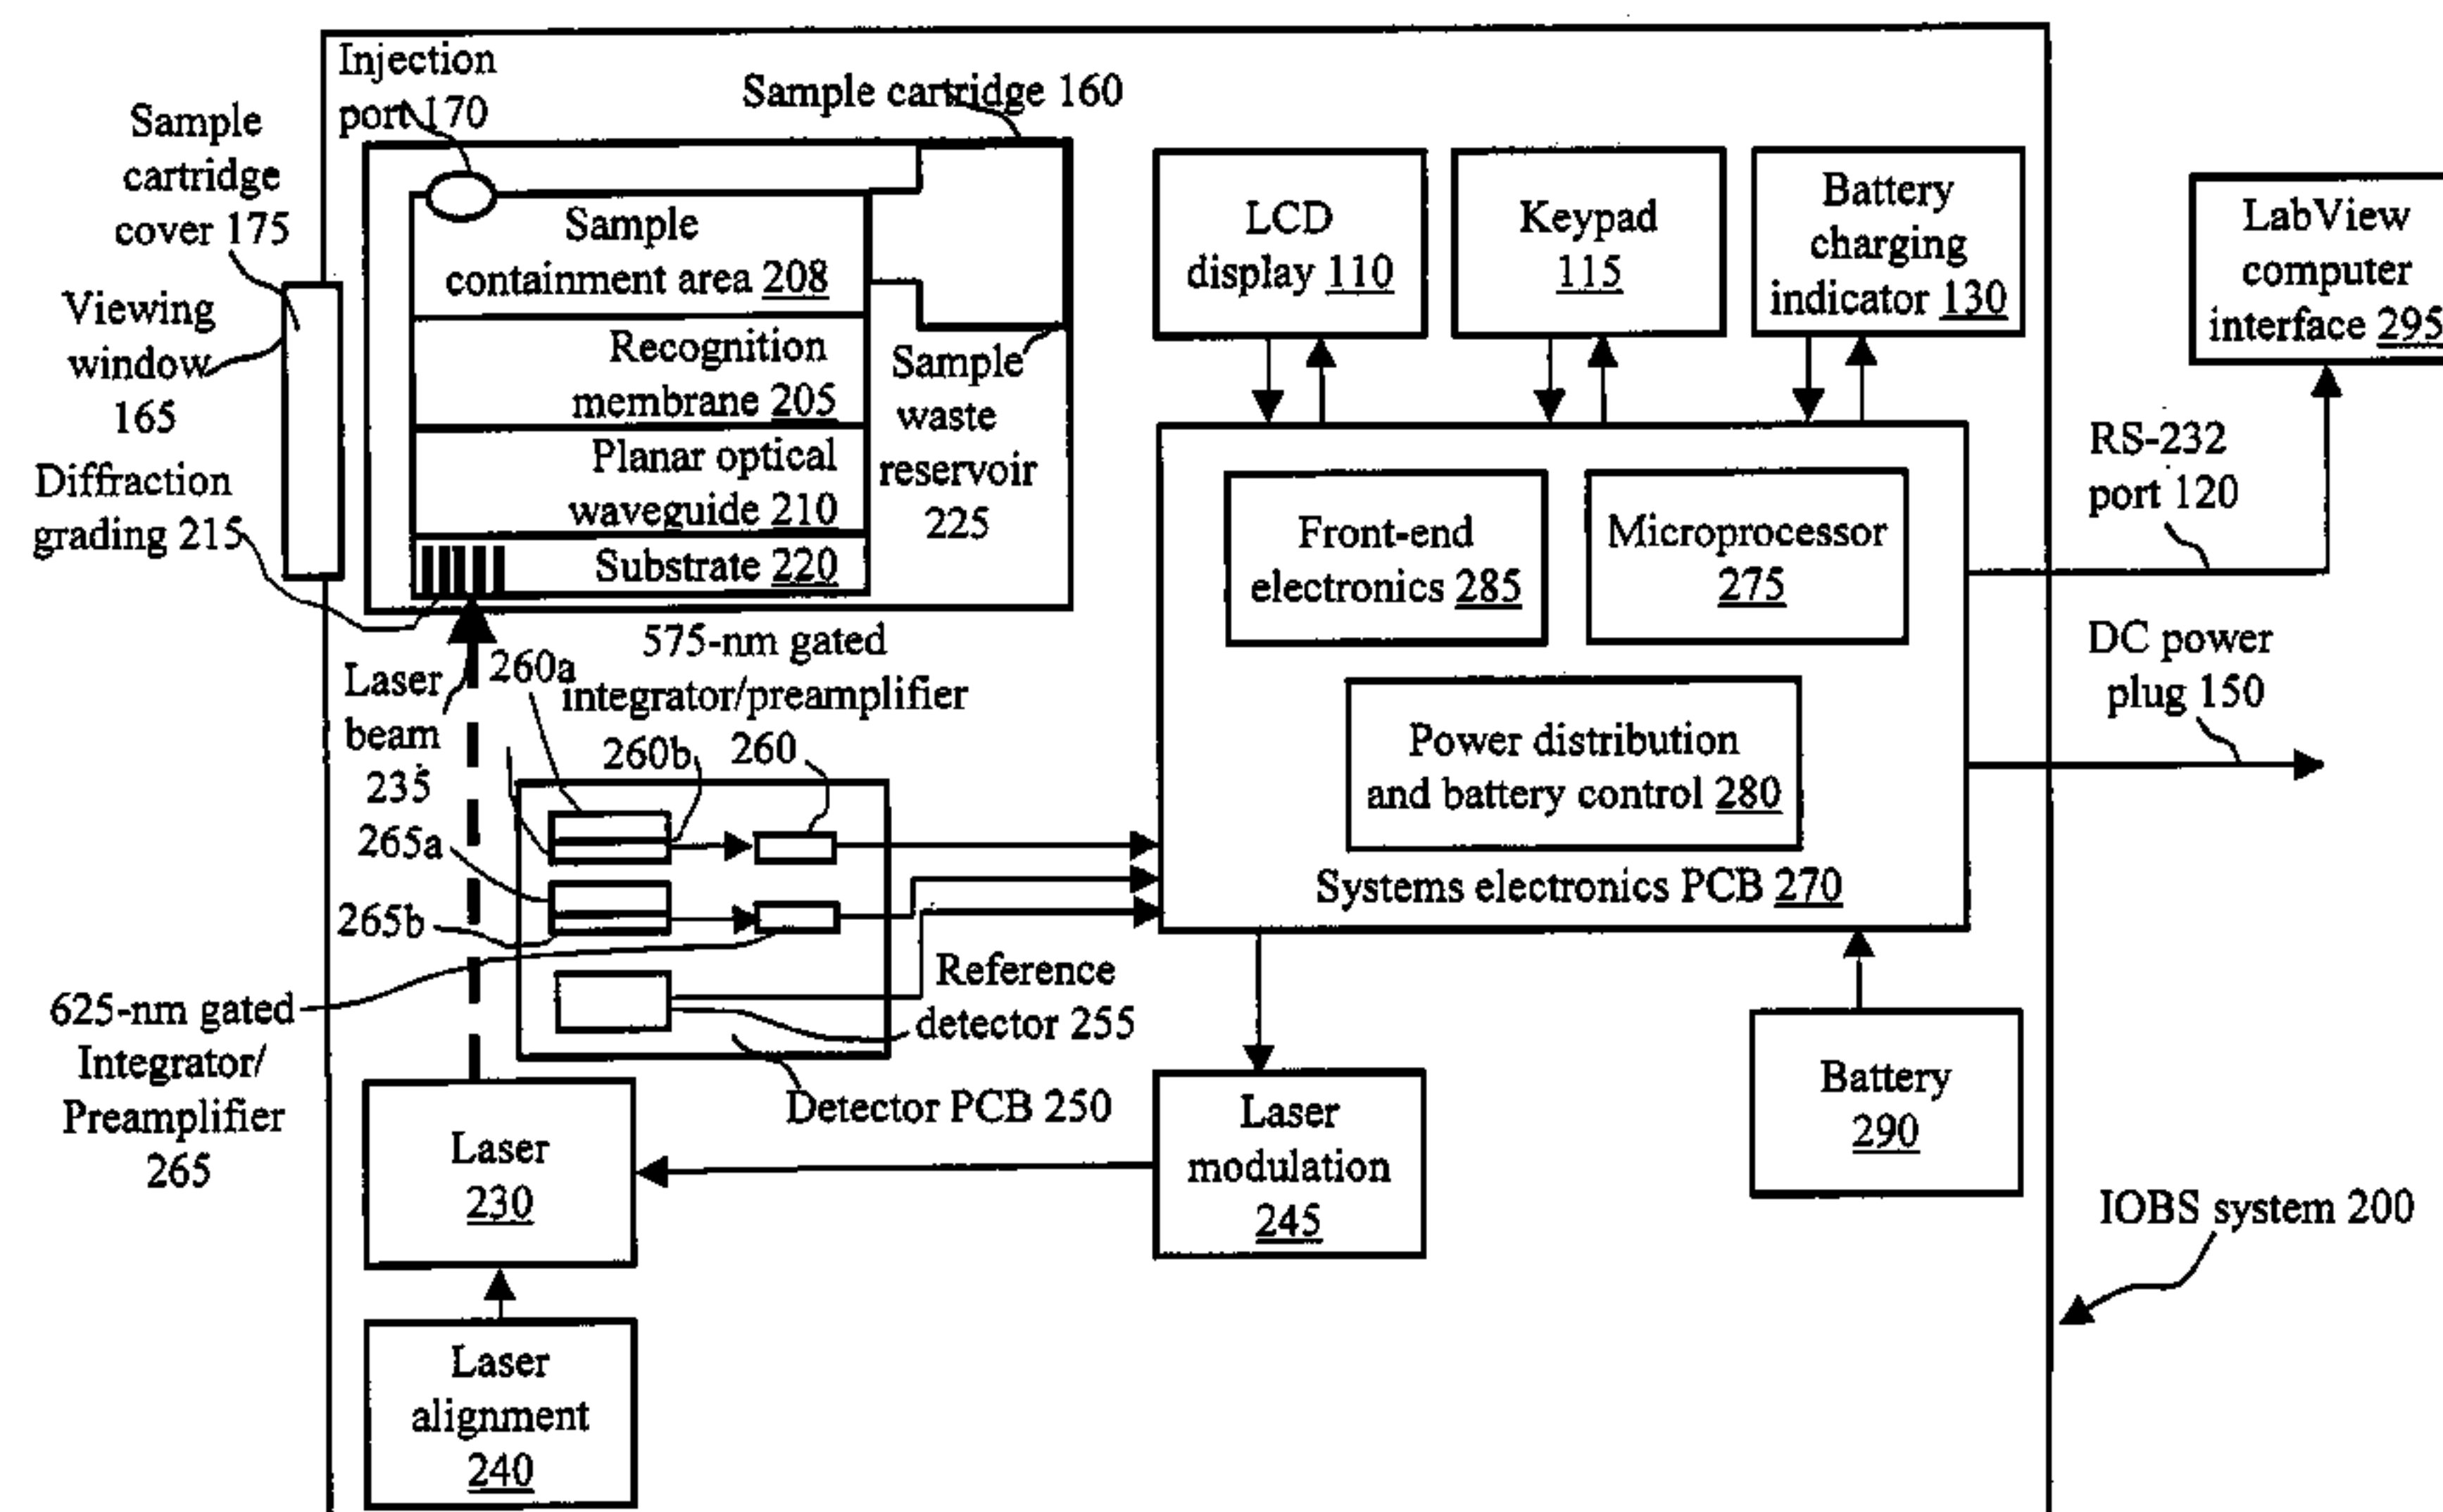 Injection
port 170
Sample cartridge 160
Sample
cartridge
cover 175
Viewing
window
165
Diffraction
grading 215
Sample
containment area 208
Recognition
membrane 205
Planar optical
waveguide 210
Substrate 220
Sample
waste
reservoir
225
LCD
display 110
Keypad
115
Battery
charging
indicator 130
LabView
computer
interface 295
RS-232
port 120
DC power
plug 150
Front-end
electronics 285
Microprocessor
275
Power distribution
and battery control 280
Systems electronics PCB 270
575-nm gated
integrator/preamplifier
260
260a
260b
Laser
beam
235
265a
265b
625-nm gated
Integrator/
Preamplifier
265
Reference
detector 255
Detector PCB 250
Laser
230
Laser
modulation
245
Battery
290
IOBS system 200
Laser
alignment
240